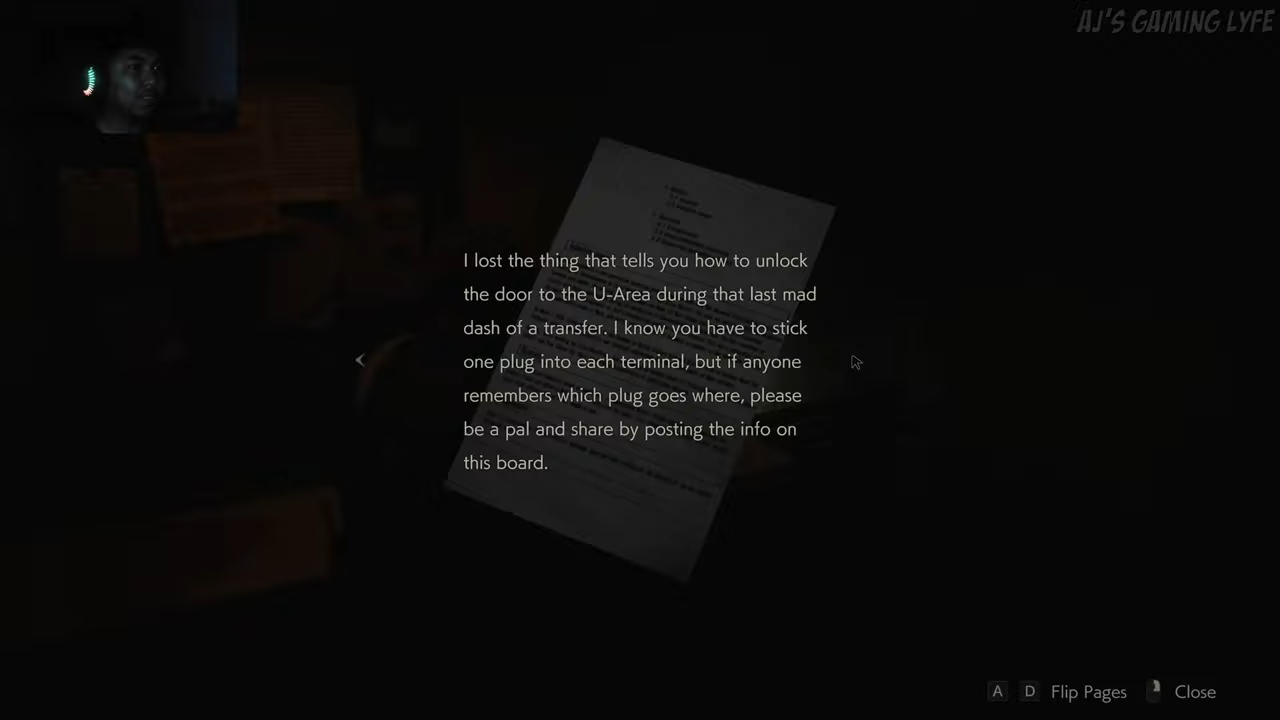 AJ'S GAMING LYFE
I lost the thing that tells you how to unlock
the door to the U-Area during that last mad
dash of a transfer. I know you have to stick
one plug into each terminal, but if anyone
remembers which plug goes where, please
be a pal and share by posting the info on
this board.
A D Flip Pages Close